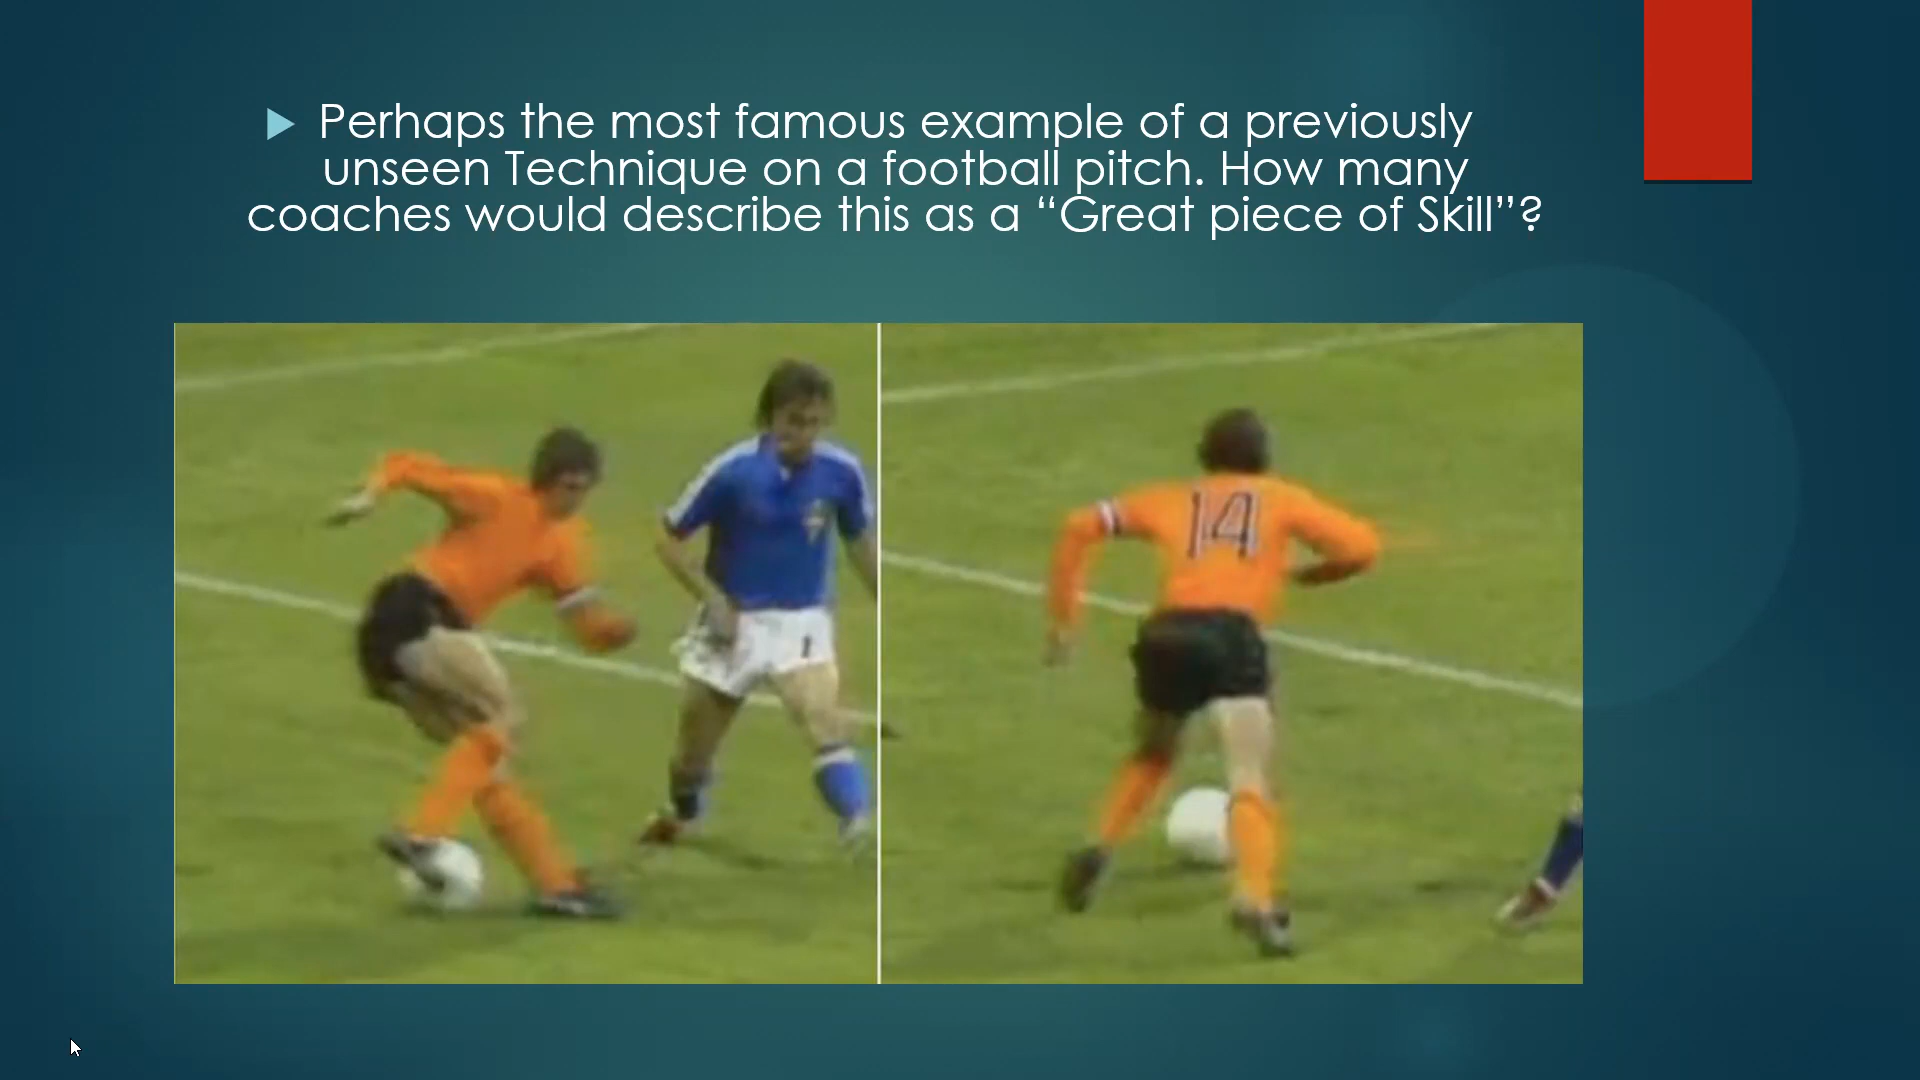 Perhaps the most famous example of a previously
unseen Technique on a football pitch. How many
coaches would describe this as a “Great piece of Skill”?
14
1